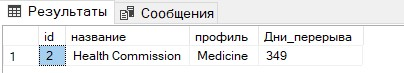 Результаты Сообщения
id название профиль Дни_перерыва
1 2 Health Commission Medicine 349